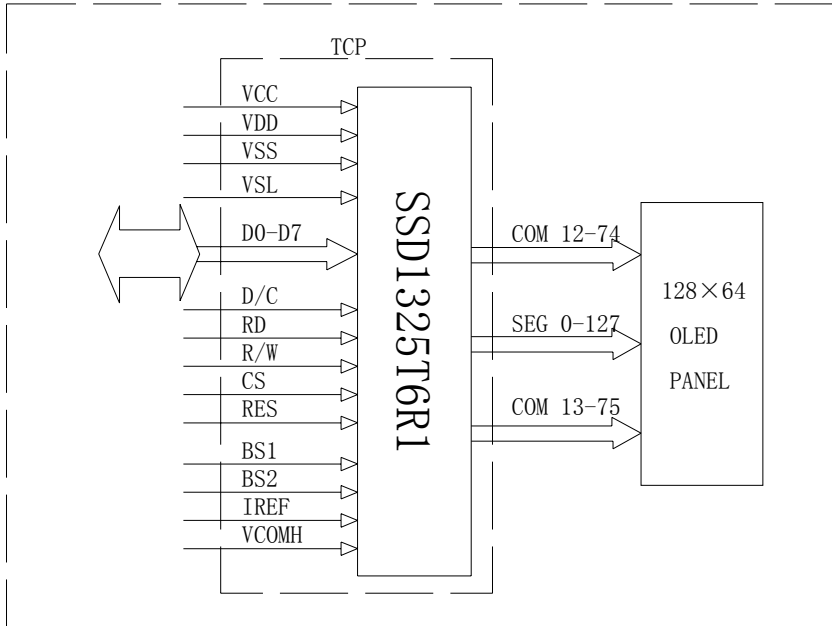 TCP
VCC
VDD
VSS
VSL
D0-D7
D/C
RD
R/W
CS
RES
BS1
BS2
IREF
VCOMH
SSD1325T6R1
COM 12-74
SEG 0-127
COM 13-75
128×64
OLED
PANEL